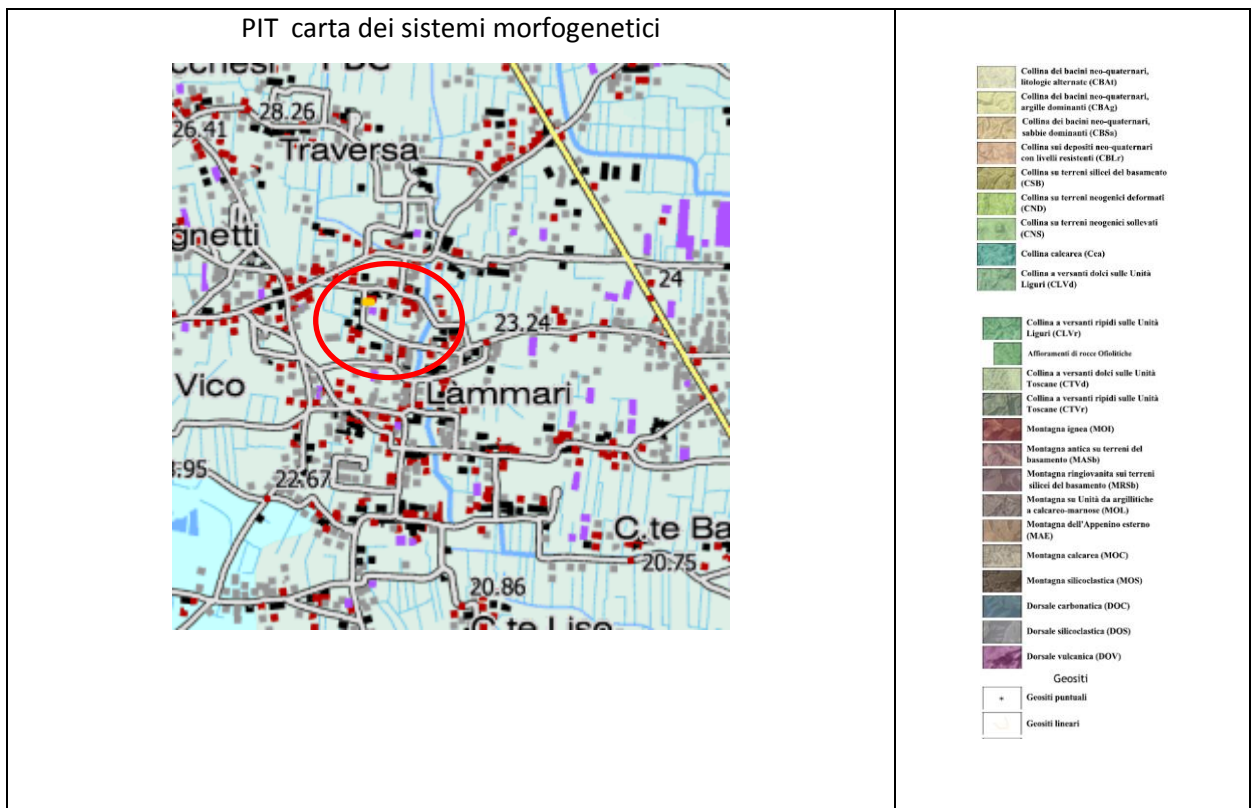 PIT carta dei sistemi morfogenetici
28.26
26.41
Traversa
gnetti
24
23.24
Vico
Làmmari
3.95
22.67
C.te Ba
20.75
20.86
C.te Liso
Collina dei bacini neo-quaternari,
litologie alternate (CBAt)
Collina dei bacini neo-quaternari,
argille dominanti (CBAg)
Collina dei bacini neo-quaternari,
sabbie dominanti (CBSa)
Collina sui depositi neo-quaternari
con livelli resistenti (CBLr)
Collina su terreni silicei del basamento
(CSB)
Collina su terreni neogenici deformati
(CND)
Collina su terreni neogenici sollevati
(CNS)
Collina calcarea (Cca)
Collina a versanti dolci sulle Unità
Liguri (CLVd)
Collina a versanti ripidi sulle Unità
Liguri (CLVr)
Affioramenti di rocce Ofiolitiche
Collina a versanti dolci sulle Unità
Toscane (CTVd)
Collina a versanti ripidi sulle Unità
Toscane (CTVr)
Montagna ignea (MOI)
Montagna antica su terreni del
basamento (MASb)
Montagna ringiovanita sui terreni
silicei del basamento (MRSb)
Montagna su Unità da argillitiche
a calcareo-marnose (MOL)
Montagna dell'Appenino esterno
(MAE)
Montagna calcarea (MOC)
Montagna silicoclastica (MOS)
Dorsale carbonatica (DOC)
Dorsale silicoclastica (DOS)
Dorsale vulcanica (DOV)
Geositi
Geositi puntuali
Geositi lineari